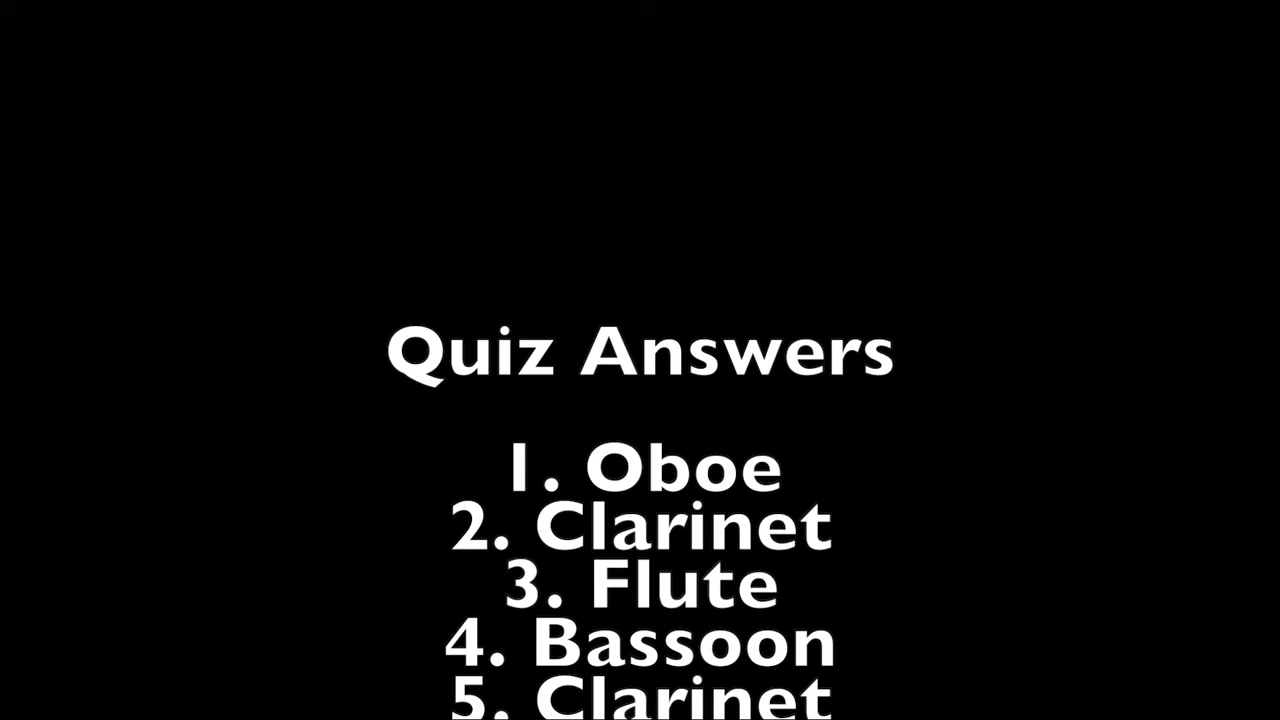 Quiz Answers
1. Oboe
2. Clarinet
3. Flute
4. Bassoon
5. Clarinet